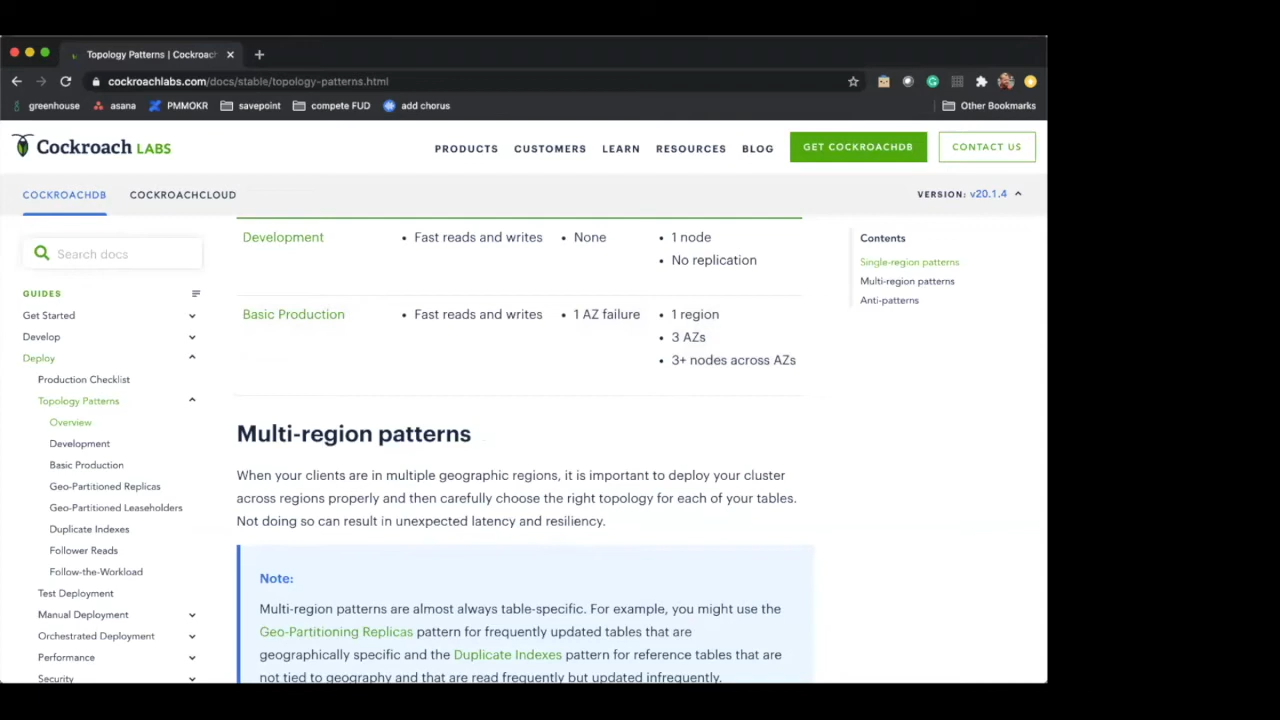 Topology Patterns | Cockroach
cockroachlabs.com/docs/stable/topology-patterns.html
greenhouse asana PMMOKR savepoint compete FUD add chorus Other Bookmarks
Cockroach LABS PRODUCTS CUSTOMERS LEARN RESOURCES BLOG GET COCKROACHDB CONTACT US
COCKROACHDB COCKROACHCLOUD VERSION: v20.1.4
Search docs
GUIDES
Get Started
Develop
Deploy
Production Checklist
Topology Patterns
Overview
Development
Basic Production
Geo-Partitioned Replicas
Geo-Partitioned Leaseholders
Duplicate Indexes
Follower Reads
Follow-the-Workload
Test Deployment
Manual Deployment
Orchestrated Deployment
Performance
Security
Development • Fast reads and writes • None • 1 node
• No replication
Basic Production • Fast reads and writes • 1 AZ failure • 1 region
• 3 AZs
• 3+ nodes across AZs
Multi-region patterns
When your clients are in multiple geographic regions, it is important to deploy your cluster
across regions properly and then carefully choose the right topology for each of your tables.
Not doing so can result in unexpected latency and resiliency.
Note:
Multi-region patterns are almost always table-specific. For example, you might use the
Geo-Partitioning Replicas pattern for frequently updated tables that are
geographically specific and the Duplicate Indexes pattern for reference tables that are
not tied to geography and that are read frequently but updated infrequently.
Contents
Single-region patterns
Multi-region patterns
Anti-patterns